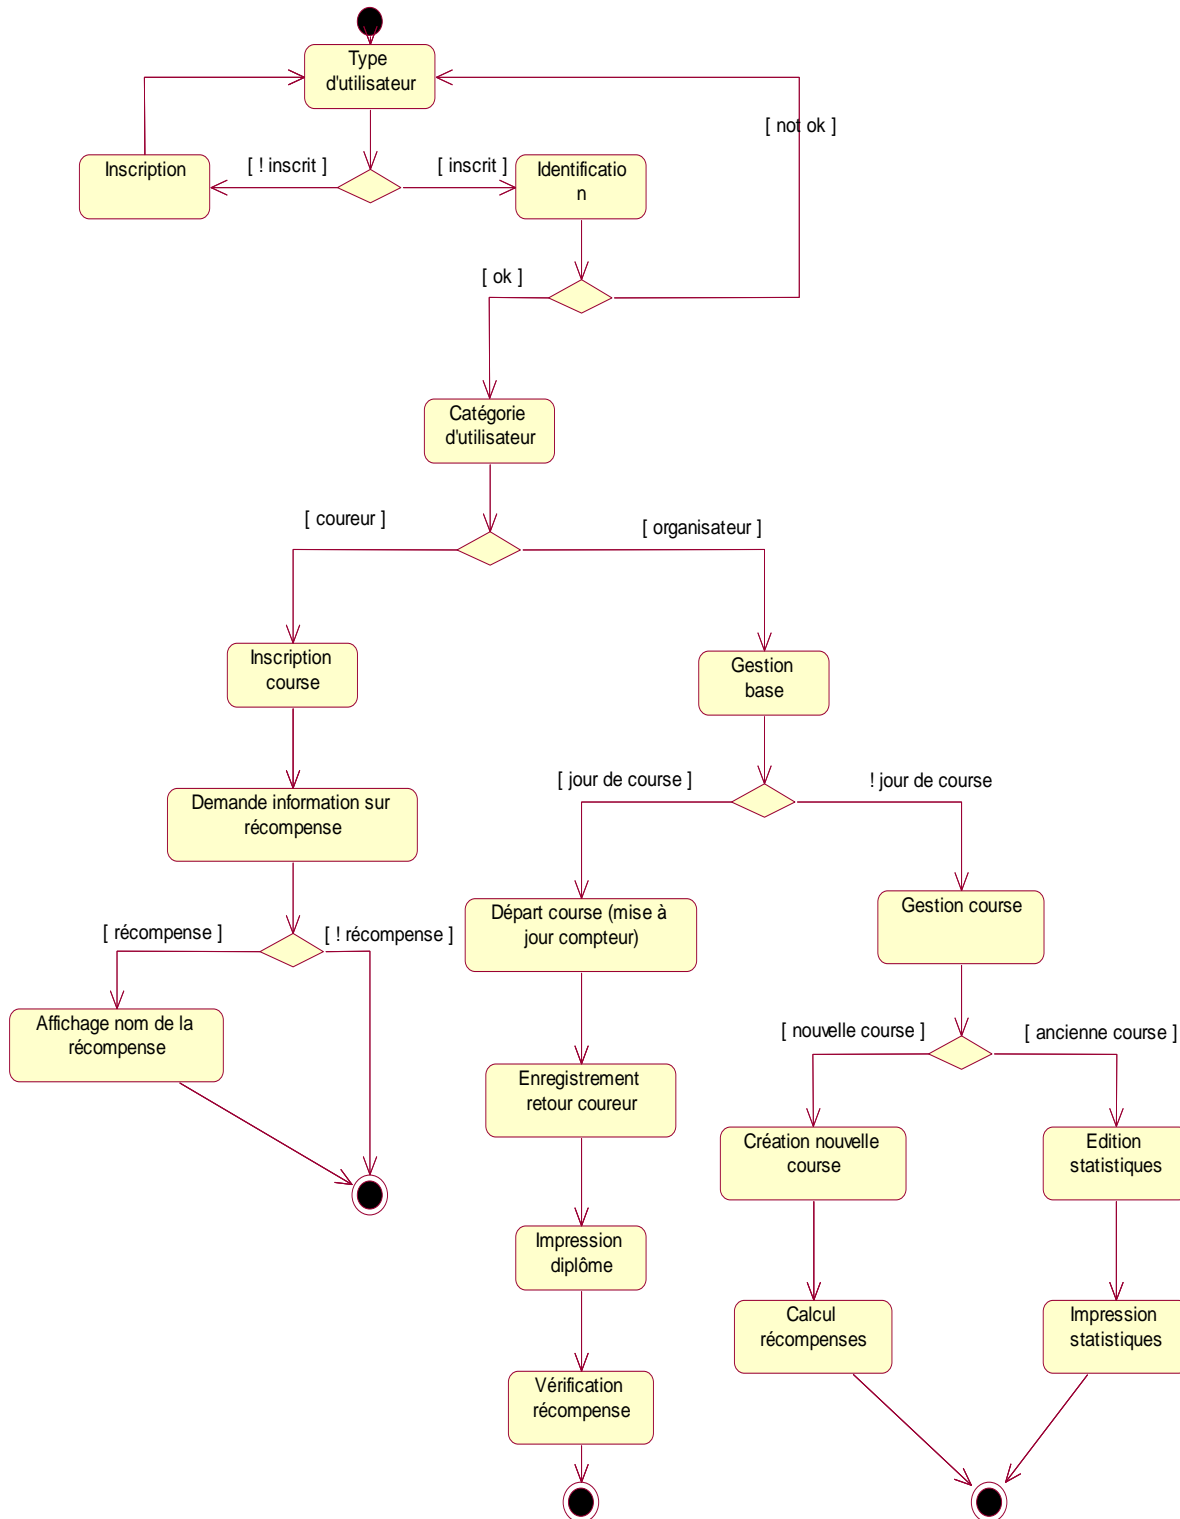 Type
d'utilisateur
[ not ok ]
Inscription
[ ! inscrit ]
[ inscrit ]
Identificatio
n
[ ok ]
Catégorie
d'utilisateur
[ coureur ]
[ organisateur ]
Inscription
course
Gestion
base
[ jour de course ]
! jour de course
Demande information sur
récompense
Départ course (mise à
jour compteur)
Gestion course
[ récompense ]
[ ! récompense ]
Affichage nom de la
récompense
[ nouvelle course ]
[ ancienne course ]
Enregistrement
retour coureur
Création nouvelle
course
Edition
statistiques
Impression
diplôme
Calcul
récompenses
Impression
statistiques
Vérification
récompense